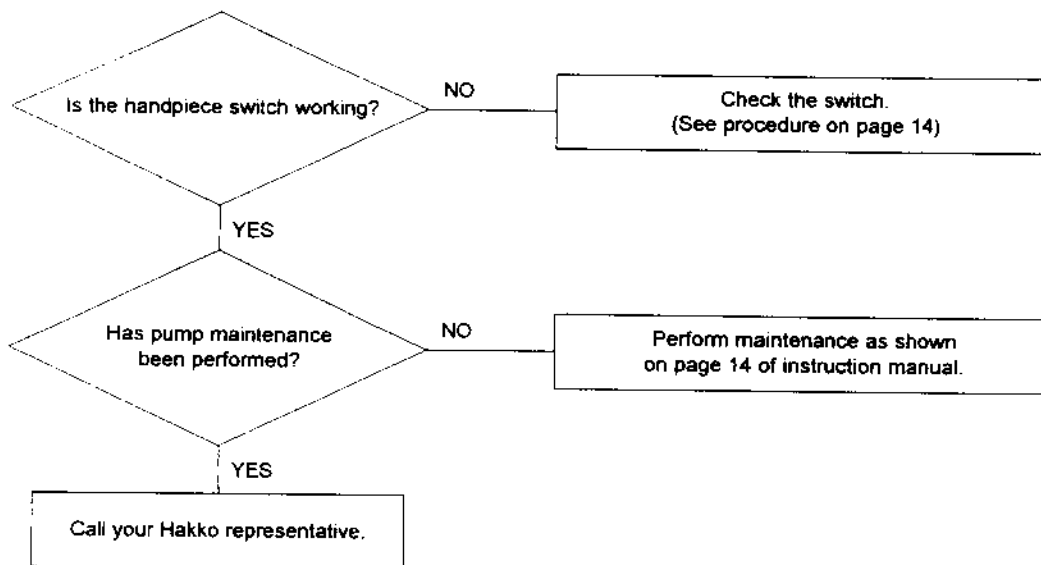 Is the handpiece switch working?
NO
Check the switch.
(See procedure on page 14)
YES
Has pump maintenance
been performed?
NO
Perform maintenance as shown
on page 14 of instruction manual.
YES
Call your Hakko representative.